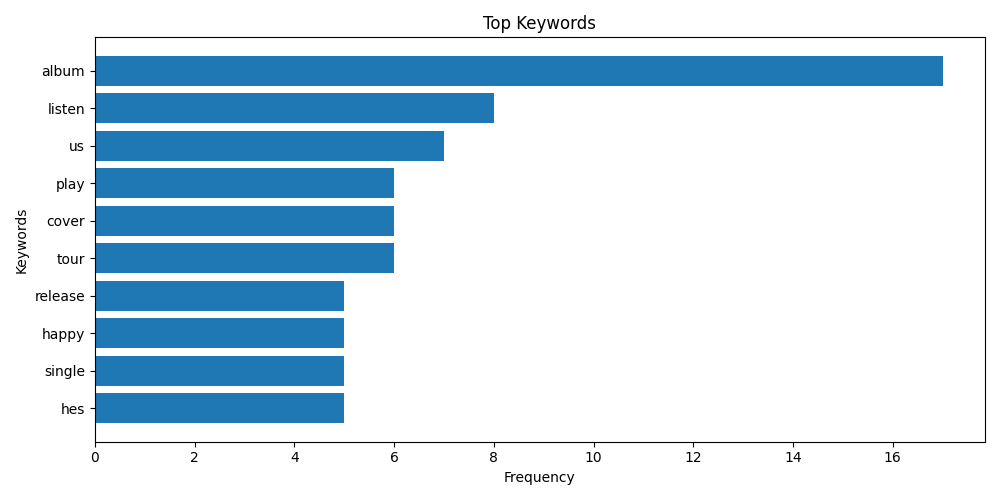 Top Keywords
album
listen
us
play
cover
tour
release
happy
single
hes
Keywords
0 2 4 6 8 10 12 14 16
Frequency